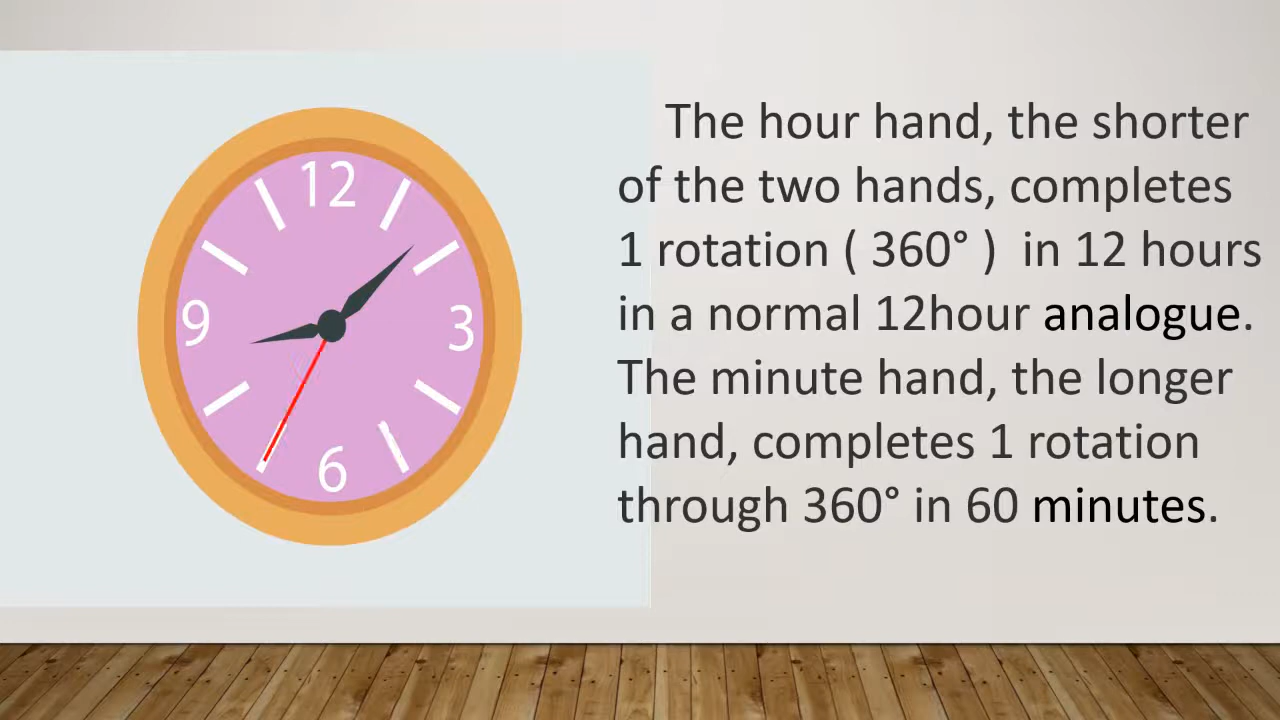 12
9
3
6
The hour hand, the shorter
of the two hands, completes
1 rotation ( 360° )  in 12 hours
in a normal 12hour analogue.
The minute hand, the longer
hand, completes 1 rotation
through 360° in 60 minutes.